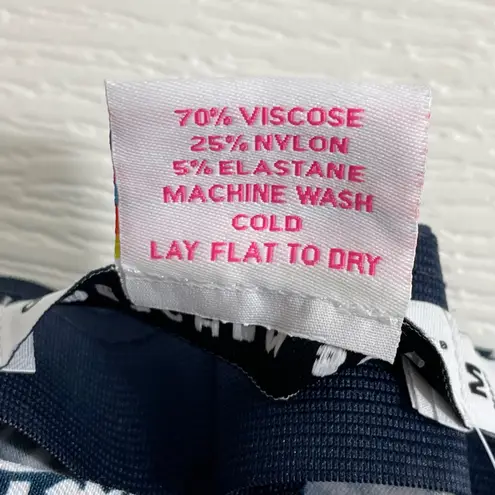 70% VISCOSE
25% NYLON
5% ELASTANE
MACHINE WASH
COLD
LAY FLAT TO DRY
M